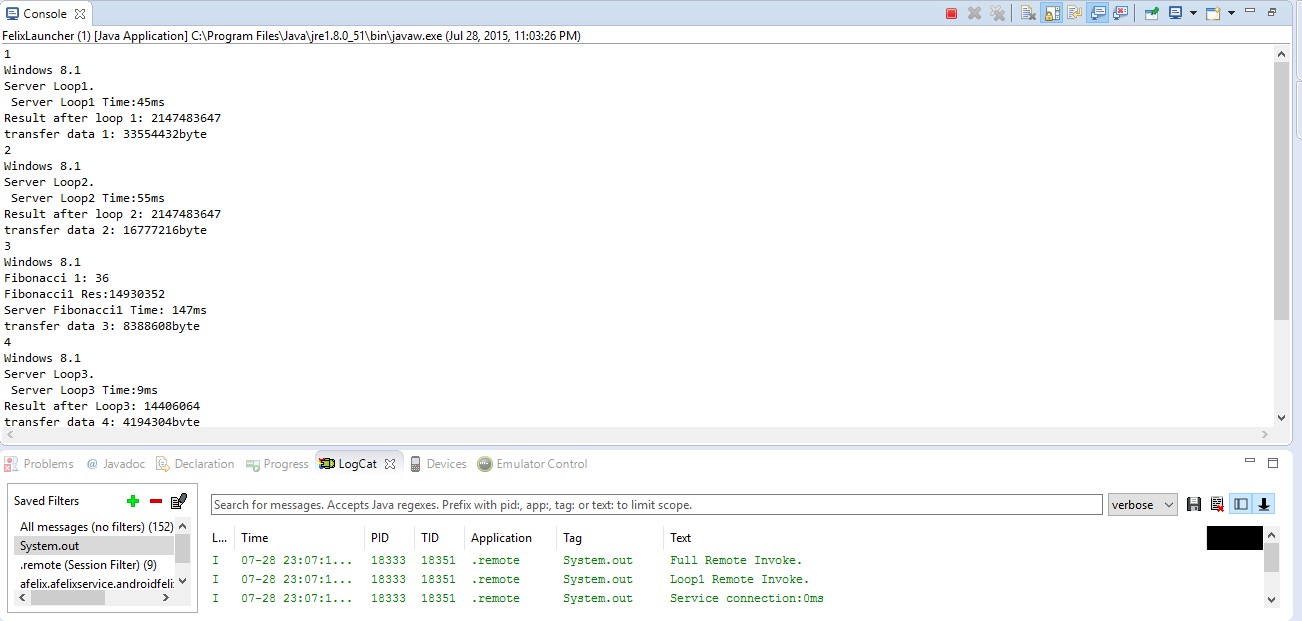 Console
FelixLauncher (1) [Java Application] C:\Program Files\Java\jre1.8.0_51\bin\javaw.exe (Jul 28, 2015, 11:03:26 PM)
1
Windows 8.1
Server Loop1.
Server Loop1 Time:45ms
Result after loop 1: 2147483647
transfer data 1: 33554432byte
2
Windows 8.1
Server Loop2.
Server Loop2 Time:55ms
Result after loop 2: 2147483647
transfer data 2: 16777216byte
3
Windows 8.1
Fibonacci 1: 36
Fibonacci1 Res:14930352
Server Fibonacci1 Time: 147ms
transfer data 3: 8388608byte
4
Windows 8.1
Server Loop3.
Server Loop3 Time:9ms
Result after Loop3: 14406064
transfer data 4: 4194304byte
Problems @ Javadoc Declaration Progress LogCat Devices Emulator Control
Saved Filters
All messages (no filters) (152)
System.out
.remote (Session Filter) (9)
afelix.afelixservice.androidfeli
Search for messages. Accepts Java regexes. Prefix with pid:, app:, tag: or text: to limit scope.
verbose
L... Time PID TID Application Tag Text
I 07-28 23:07:1... 18333 18351 .remote System.out Full Remote Invoke.
I 07-28 23:07:1... 18333 18351 .remote System.out Loop1 Remote Invoke.
I 07-28 23:07:1... 18333 18351 .remote System.out Service connection:0ms